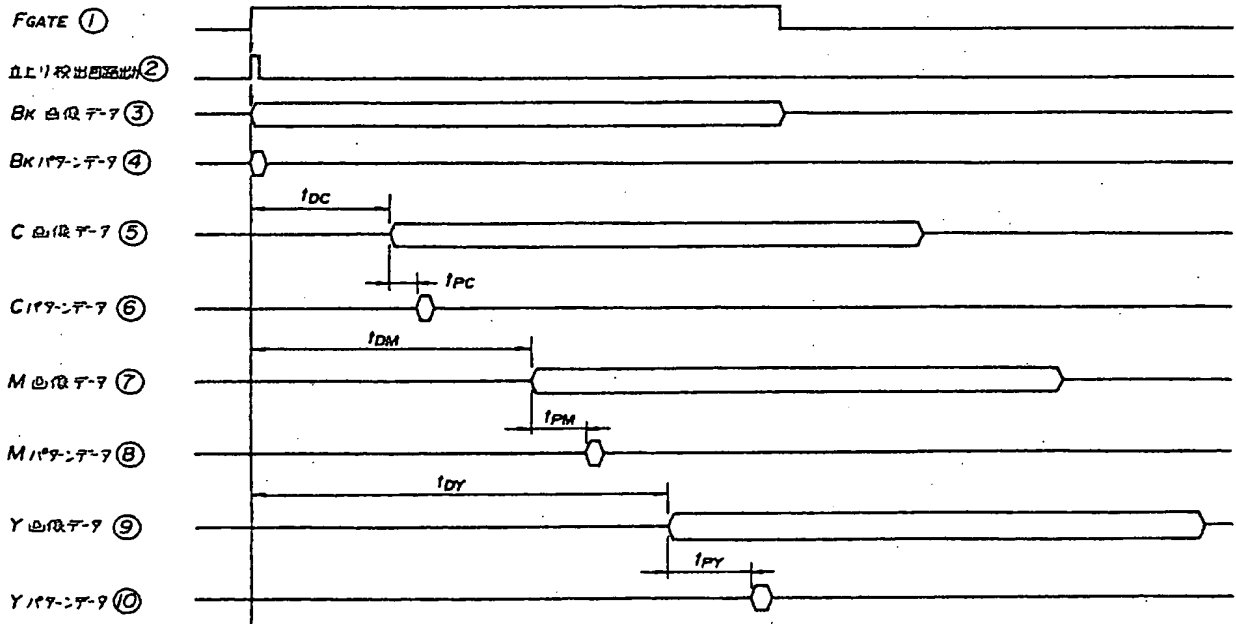 FGATE ①
立上り検出回路出力 ②
BK 画像データ ③
BK パターンデータ ④
tDC
C 画像データ ⑤
tPC
C パターンデータ ⑥
tDM
M 画像データ ⑦
tPM
M パターンデータ ⑧
tDY
Y 画像データ ⑨
tPY
Y パターンデータ ⑩